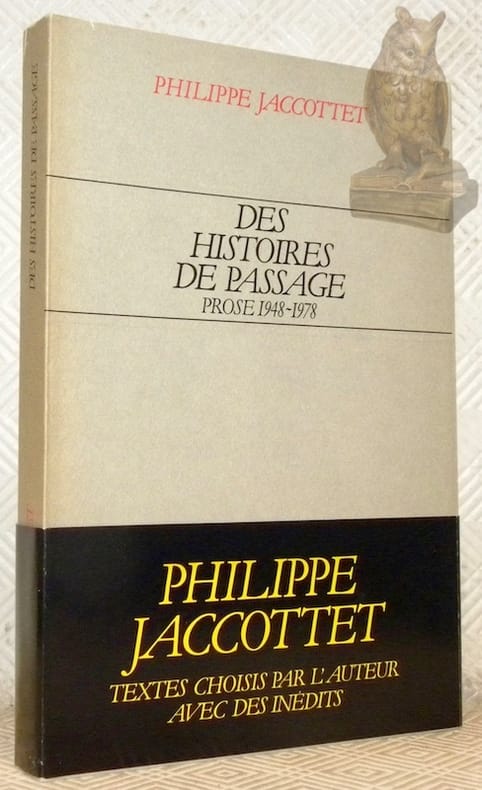 PHILIPPE JACCOTTET
DES
HISTOIRES
DE PASSAGE
PROSE 1948-1978
PHILIPPE
JACCOTTET
TEXTES CHOISIS PAR L'AUTEUR
AVEC DES INÉDITS
DES HISTOIRES DE PASSAGE